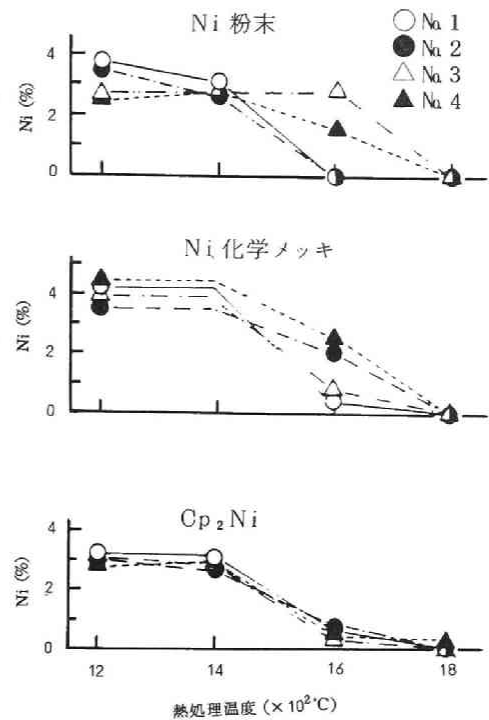 Ni 粉末
○ No. 1
● No. 2
△ No. 3
▲ No. 4
4
2
0
Ni (%)
Ni 化学メッキ
4
2
0
Ni (%)
Cp₂Ni
4
2
0
Ni (%)
12 14 16 18
熱処理温度 (×10²℃)